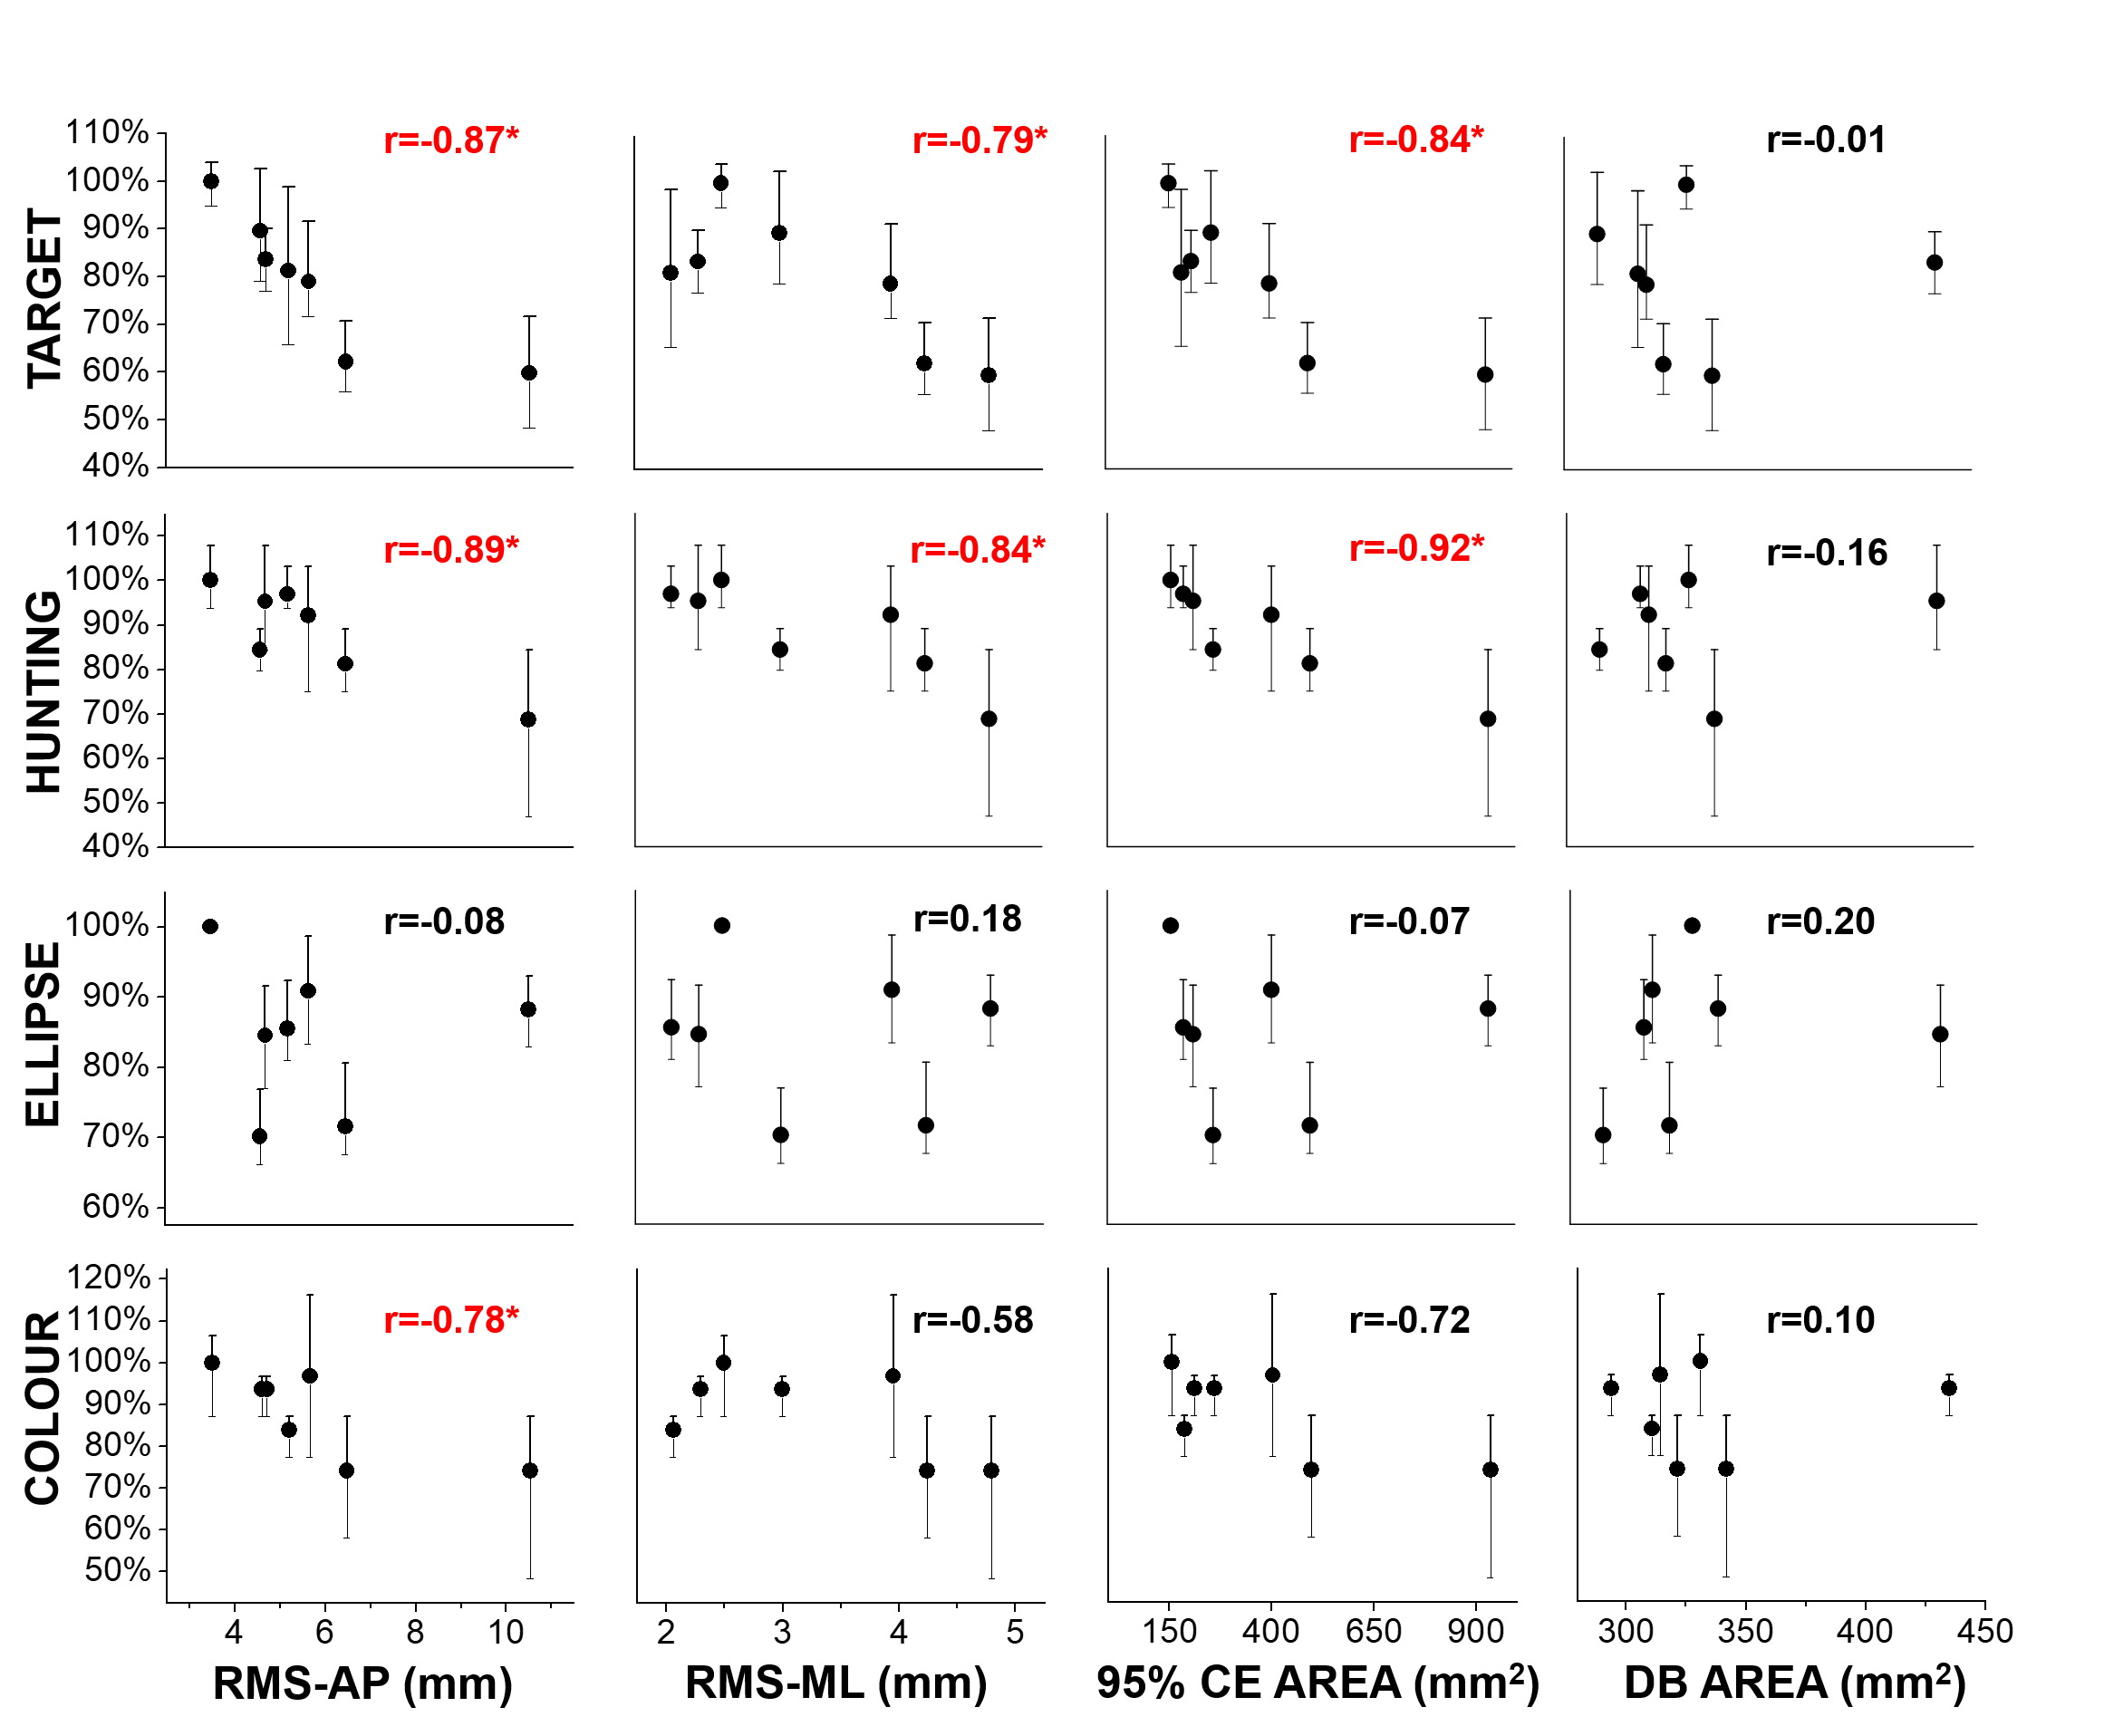 TARGET
110%
100%
90%
80%
70%
60%
50%
40%
r=-0.87*
r=-0.79*
r=-0.84*
r=-0.01
HUNTING
110%
100%
90%
80%
70%
60%
50%
40%
r=-0.89*
r=-0.84*
r=-0.92*
r=-0.16
ELLIPSE
100%
90%
80%
70%
60%
r=-0.08
r=0.18
r=-0.07
r=0.20
COLOUR
120%
110%
100%
90%
80%
70%
60%
50%
r=-0.78*
r=-0.58
r=-0.72
r=0.10
4 6 8 10
2 3 4 5
150 400 650 900
300 350 400 450
RMS-AP (mm)
RMS-ML (mm)
95% CE AREA (mm²)
DB AREA (mm²)